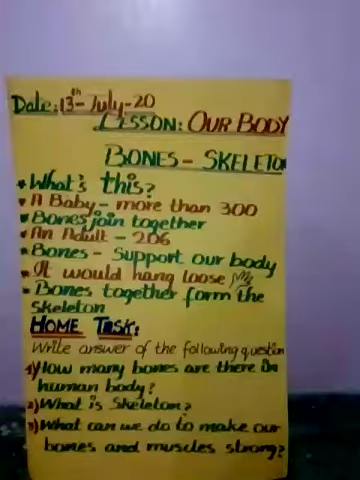 Date: 13th-July-20
LESSON: OUR BODY
BONES - SKELETON
What's this?
A Baby - more than 300
Bones join together
An Adult - 206
Bones - Support our body
It would hang loose
Bones together form the
Skeleton
HOME TASK:
Write answer of the following question
1) How many bones are there in
human body?
2) What is Skeleton?
3) What can we do to make our
bones and muscles strong?